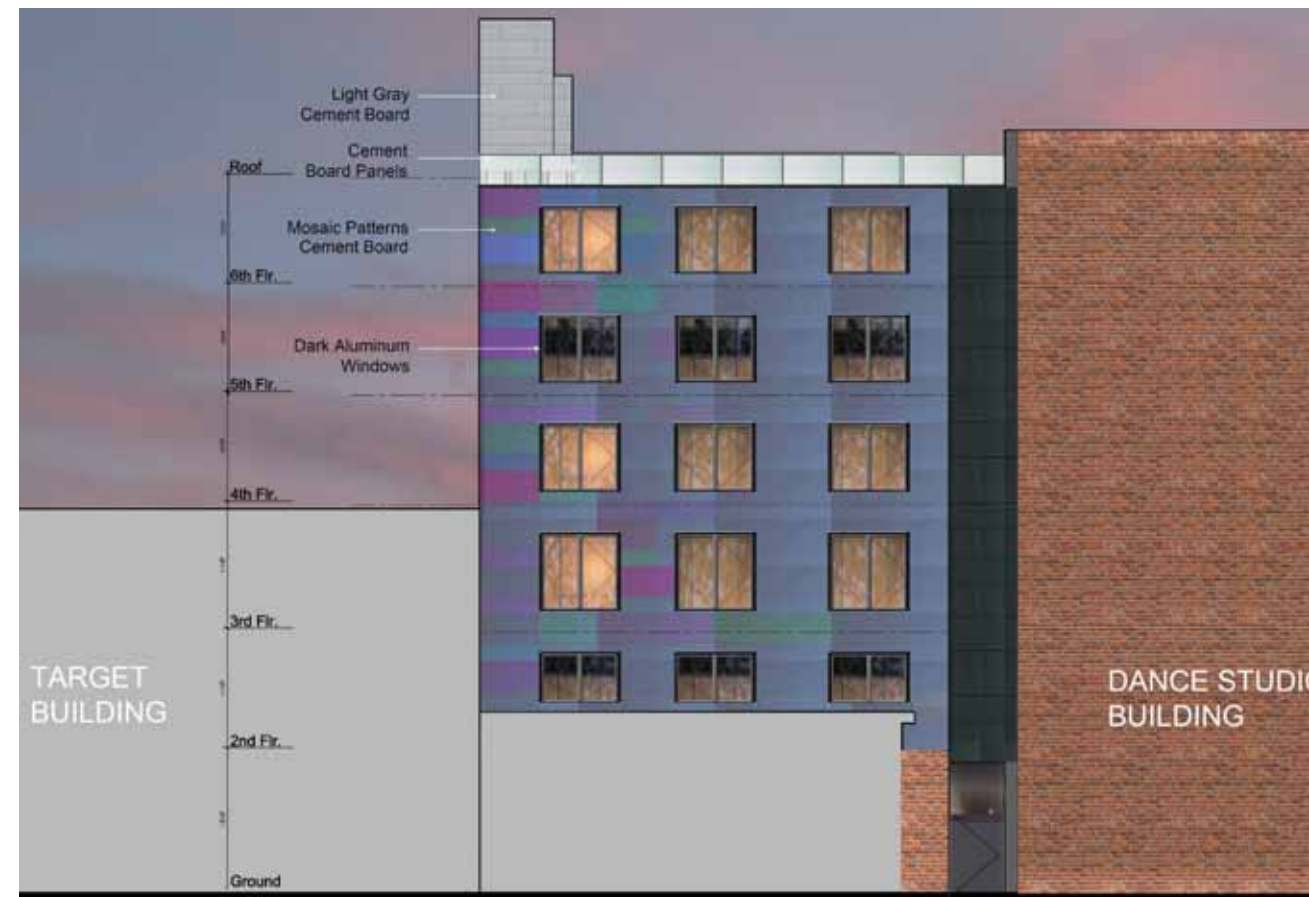 Light Gray
Cement Board
Cement
Board Panels
Roof
Mosaic Patterns
Cement Board
6th Flr.
Dark Aluminum
Windows
5th Flr.
4th Flr.
3rd Flr.
TARGET
BUILDING
DANCE STUDIO
BUILDING
2nd Flr.
Ground